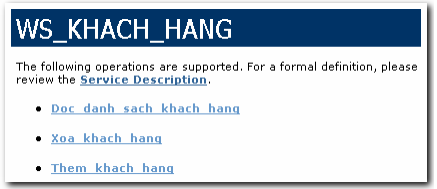 WS_KHACH_HANG
The following operations are supported. For a formal definition, please
review the Service Description.
Doc_danh_sach_khach_hang
Xoa_khach_hang
Them_khach_hang